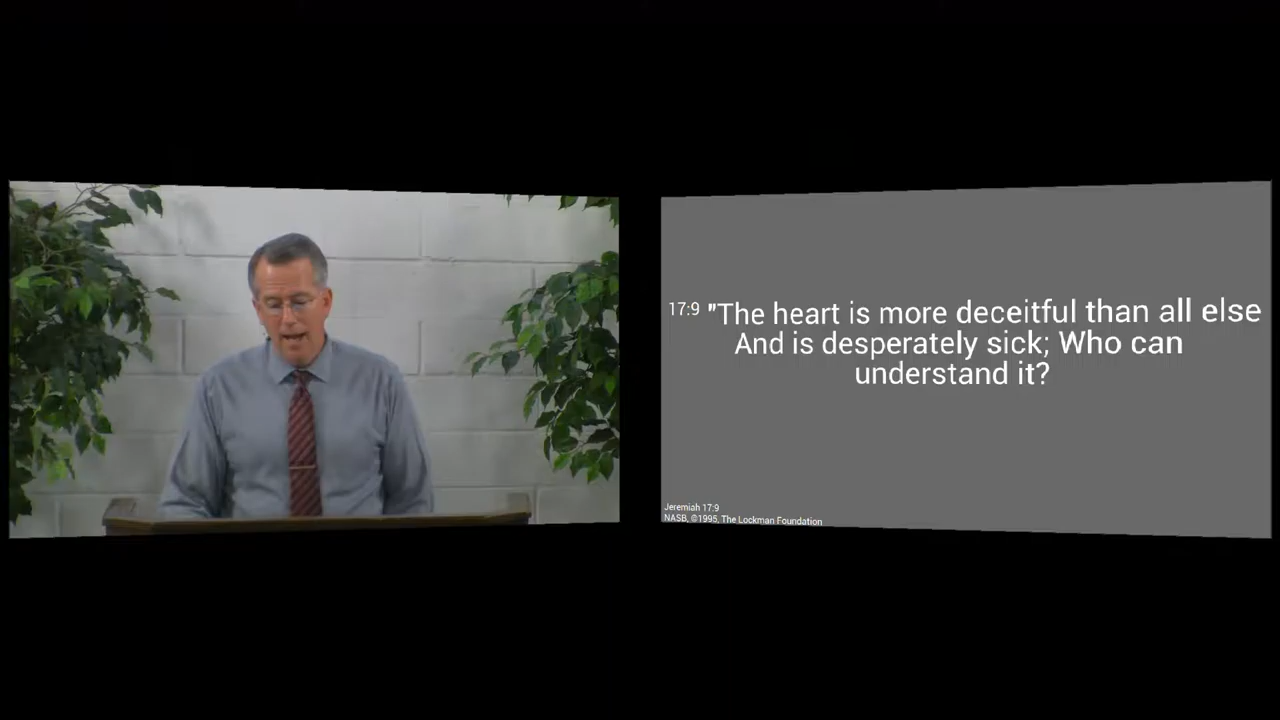 17:9 "The heart is more deceitful than all else
And is desperately sick; Who can
understand it?
Jeremiah 17:9
NASB, ©1995, The Lockman Foundation